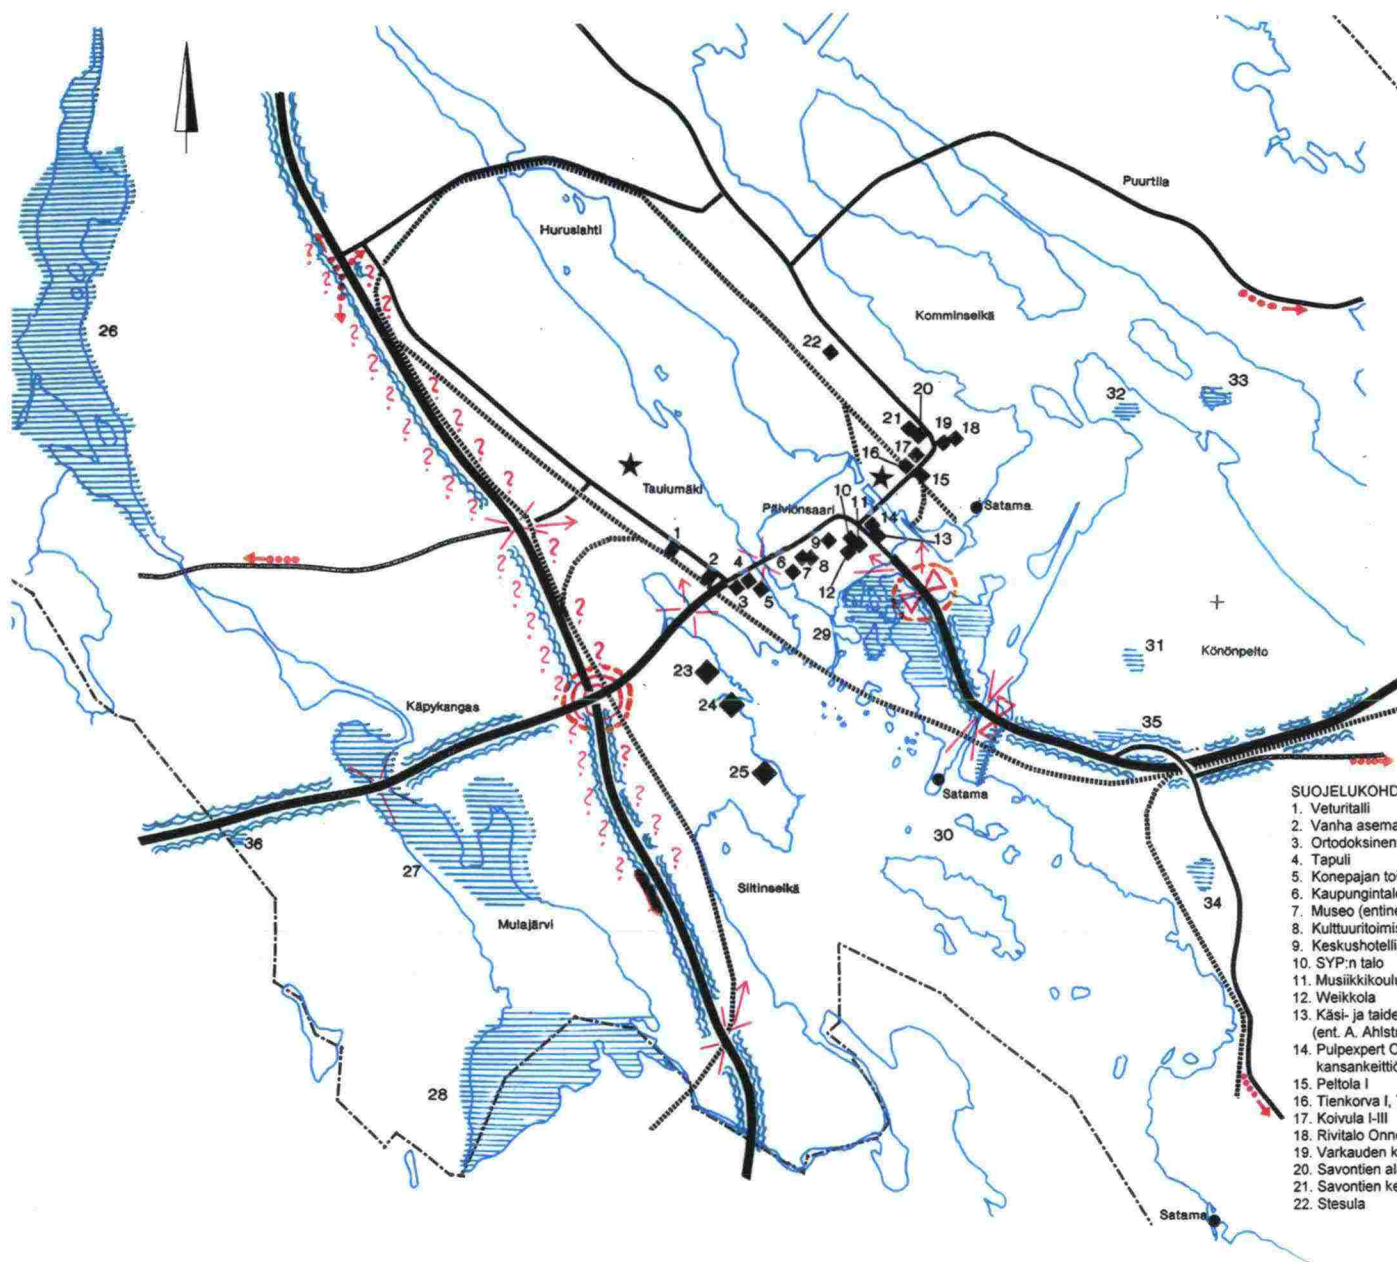 Puurtila
Huruslahti
26
Komminselkä
22
20
32
33
21
19
18
17
16
15
Taulumäki
10
11
Päiviönsaari
Satama
14
1
9
13
2
4
6
8
7
3
5
12
29
31
Könönpelto
23
Käpykangas
24
35
25
Satama
30
36
27
Siitinselkä
34
Mulajärvi
28
Satama
SUOJELUKOHD
1. Veturitalli
2. Vanha asema
3. Ortodoksinen
4. Tapuli
5. Konepajan to
6. Kaupungintal
7. Museo (entine
8. Kulttuuritoimis
9. Keskushotelli
10. SYP:n talo
11. Musiikkikoul
12. Weikkola
13. Käsi- ja taide
(ent. A. Ahlst
14. Pulpexpert O
kansankeittiö
15. Peltola I
16. Tienkorva I,
17. Koivula I-III
18. Rivitalo Onn
19. Varkauden k
20. Savontien al
21. Savontien ke
22. Stesula